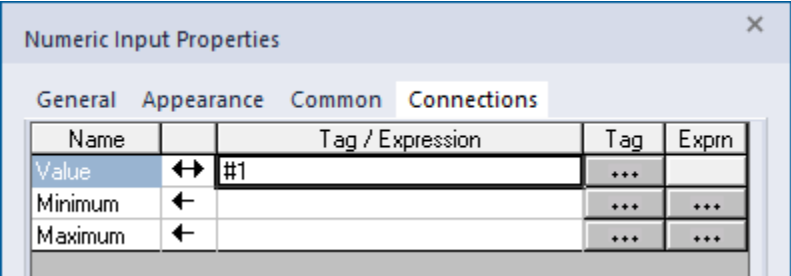 Numeric Input Properties
General Appearance Common Connections
Name Tag / Expression Tag Exprn
Value #1 ...
Minimum ... ...
Maximum ... ...